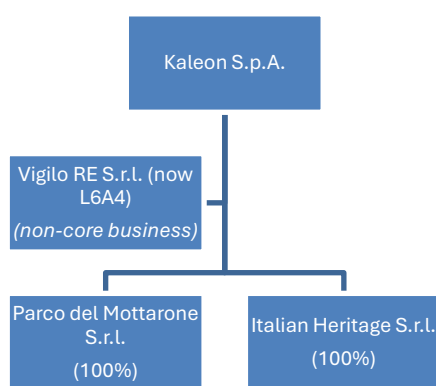 Kaleon S.p.A.
Vigilo RE S.r.l. (now
L6A4)
(non-core business)
Parco del Mottarone
S.r.l.
(100%)
Italian Heritage S.r.l.
(100%)